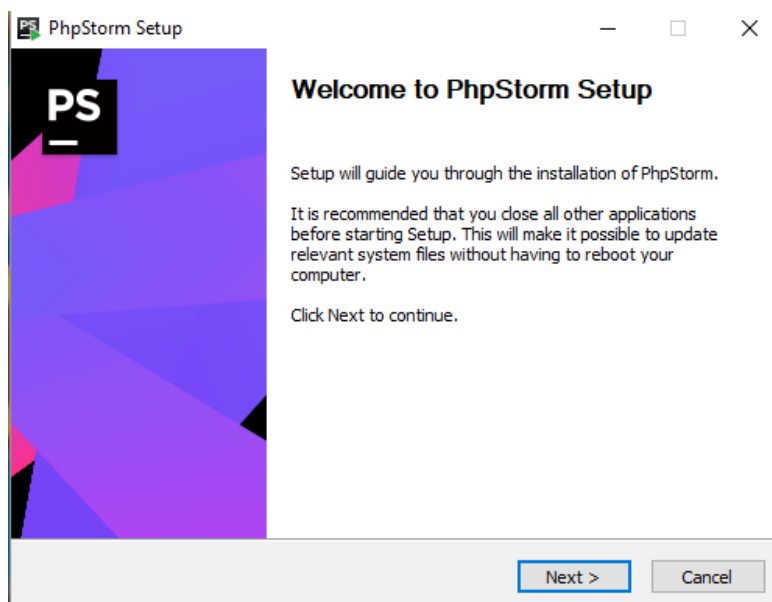 PhpStorm Setup
PS
Welcome to PhpStorm Setup
Setup will guide you through the installation of PhpStorm.
It is recommended that you close all other applications
before starting Setup. This will make it possible to update
relevant system files without having to reboot your
computer.
Click Next to continue.
Next >
Cancel